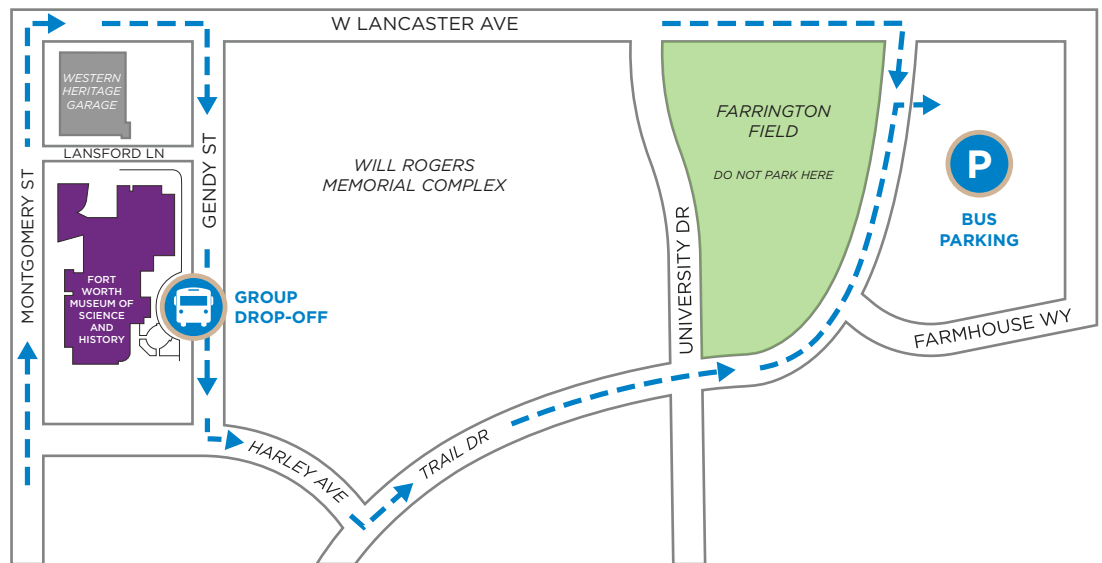 W LANCASTER AVE
WESTERN
HERITAGE
GARAGE
LANSFORD LN
MONTGOMERY ST
GENDY ST
WILL ROGERS
MEMORIAL COMPLEX
FARRINGTON
FIELD
DO NOT PARK HERE
P
BUS
PARKING
FORT
WORTH
MUSEUM OF
SCIENCE
AND
HISTORY
GROUP
DROP-OFF
UNIVERSITY DR
FARMHOUSE WY
HARLEY AVE
TRAIL DR